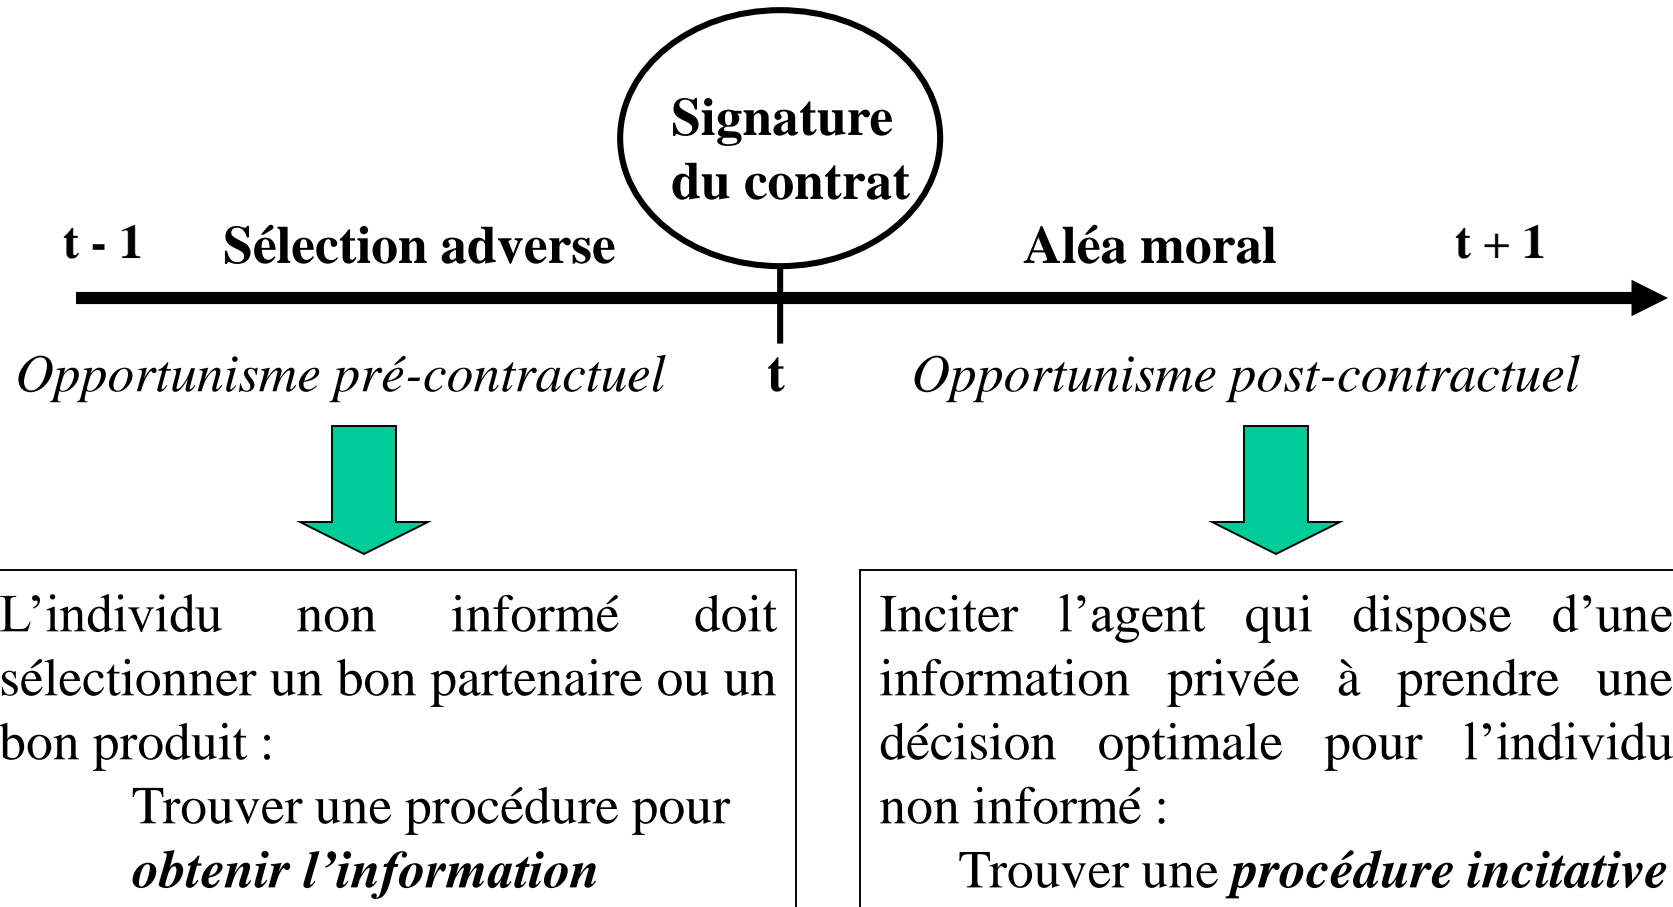 Signature
du contrat
t - 1 Sélection adverse Aléa moral t + 1
Opportunisme pré-contractuel t Opportunisme post-contractuel
L’individu non informé doit
sélectionner un bon partenaire ou un
bon produit :
Trouver une procédure pour
obtenir l’information
Inciter l’agent qui dispose d’une
information privée à prendre une
décision optimale pour l’individu
non informé :
Trouver une procédure incitative